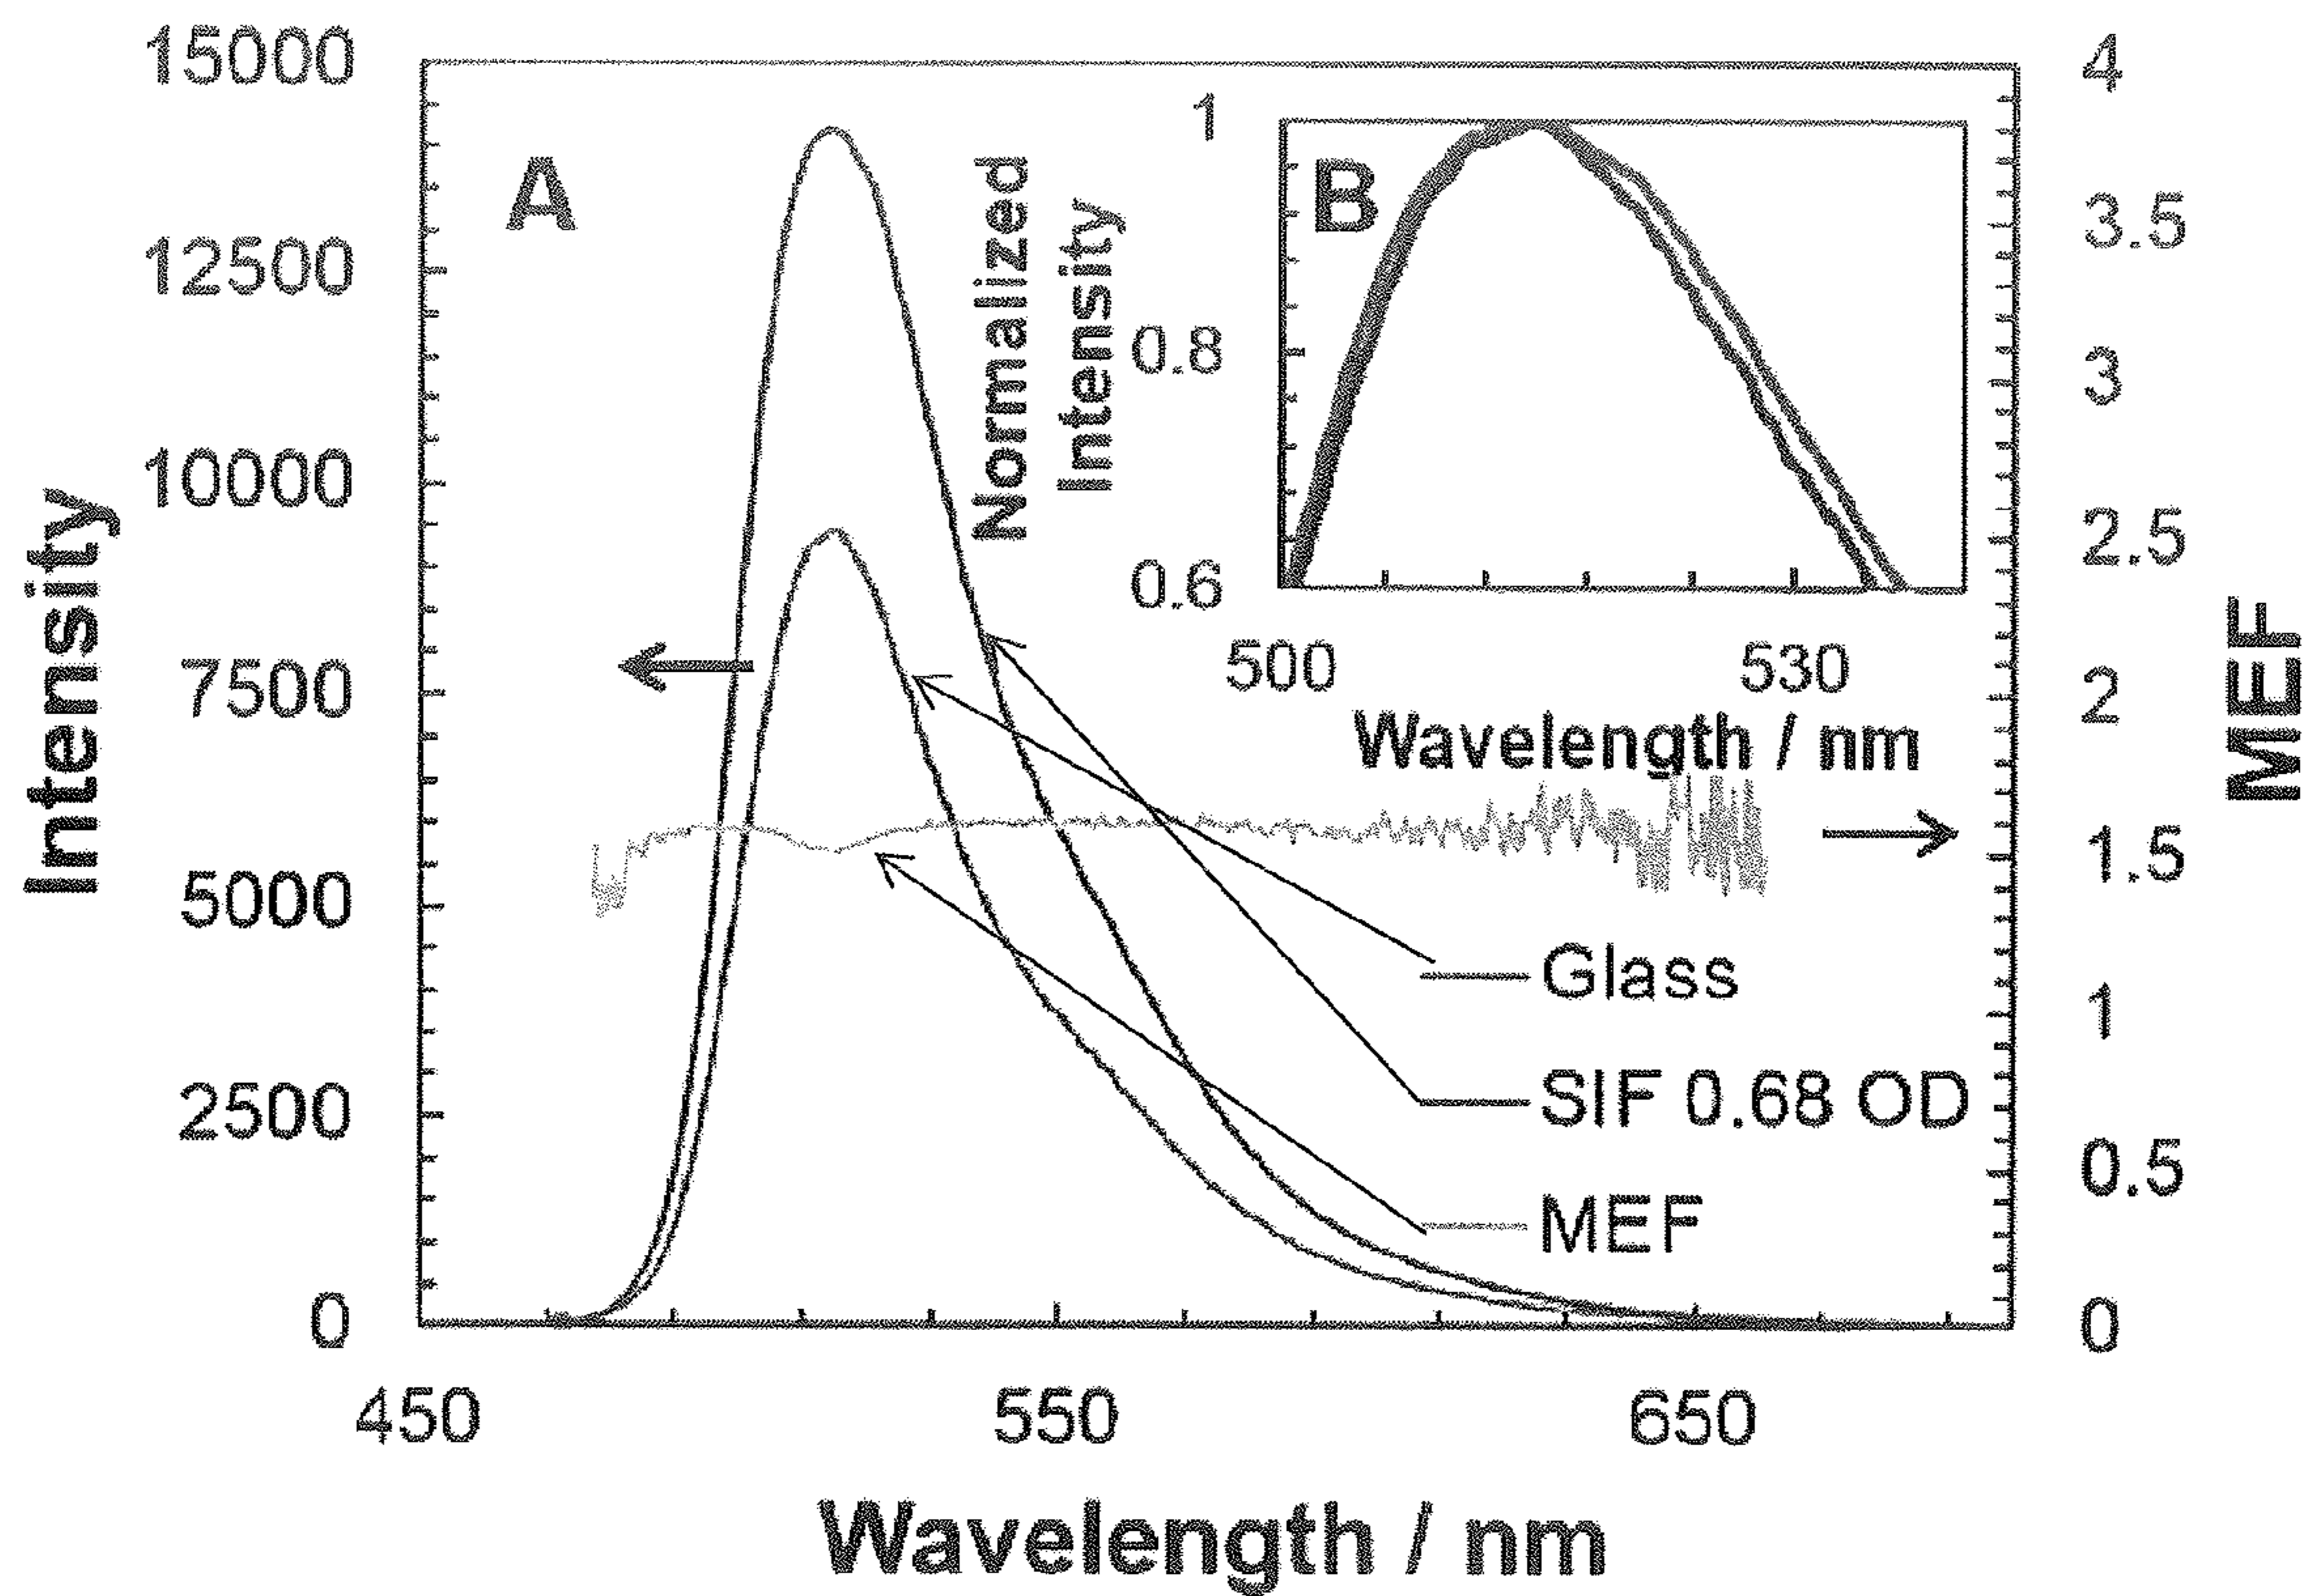 15000
12500
10000
7500
5000
2500
0
Intensity
A
Normalized
Intensity
1
0.8
0.6
B
500
530
Wavelength / nm
4
3.5
3
2.5
2
1.5
1
0.5
0
MEF
Glass
SIF 0.68 OD
MEF
450
550
650
Wavelength / nm